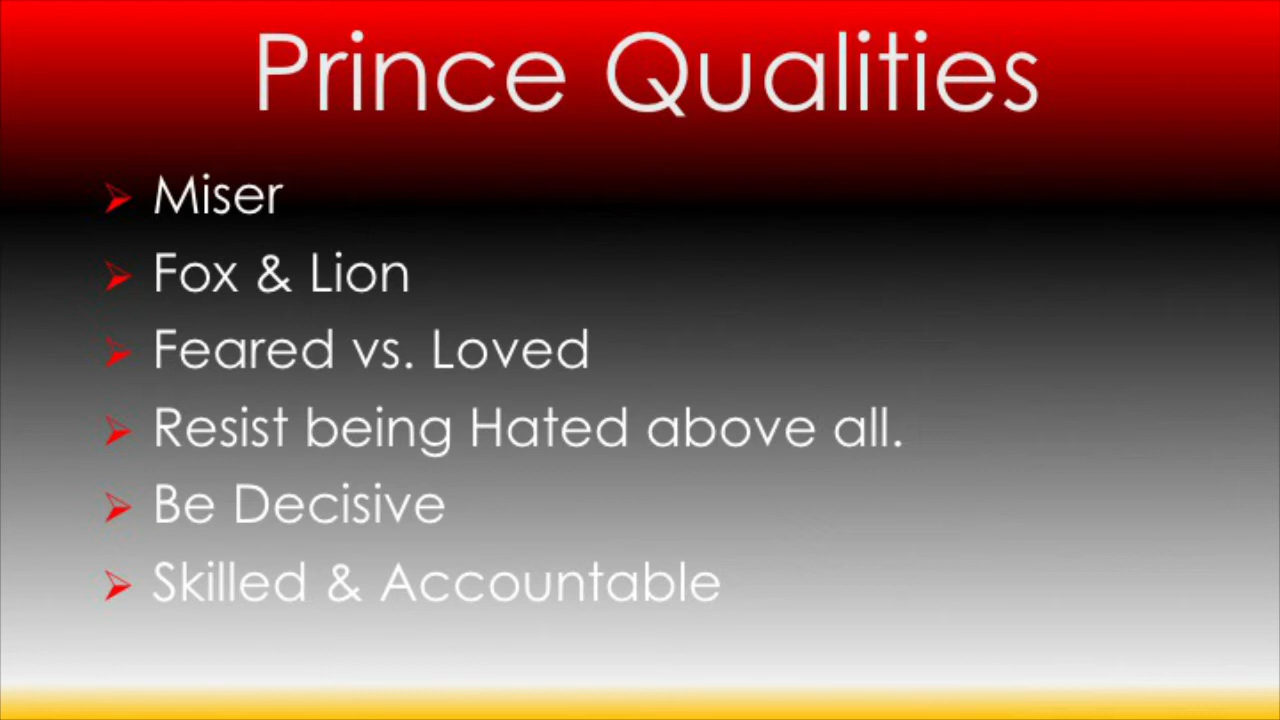 Prince Qualities
Miser
Fox & Lion
Feared vs. Loved
Resist being Hated above all.
Be Decisive
Skilled & Accountable